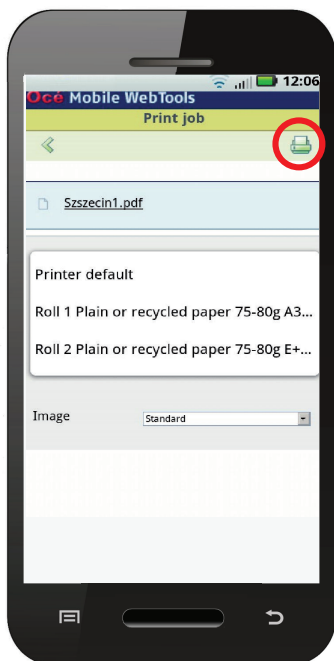 12:06
Océ Mobile WebTools
Print job
Szszecin1.pdf
Printer default
Roll 1 Plain or recycled paper 75-80g A3...
Roll 2 Plain or recycled paper 75-80g E+...
Image
Standard